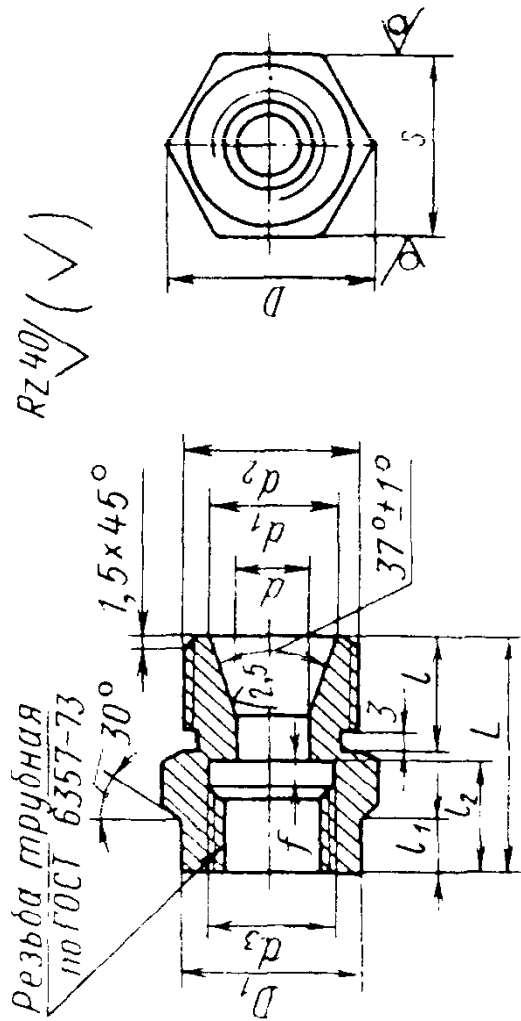 Резьба трубная
по ГОСТ 6357-73
30°
1,5×45°
Rz 40 (√)
D₁
d₃
f
2,5
d
d₁
d₂
37°±1°
l₁
l₂
3
l
L
D
S